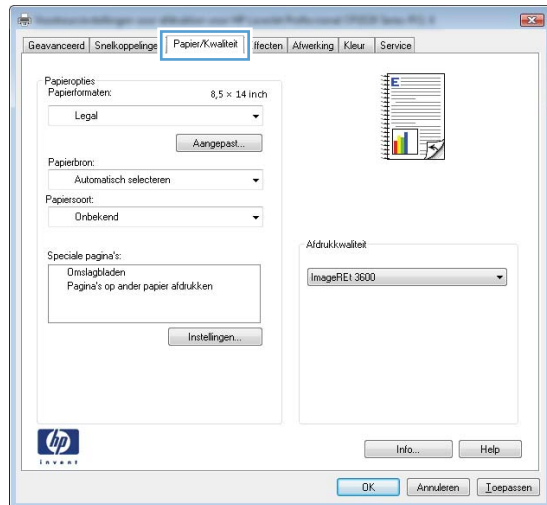 Geavanceerd Snelkoppelinge Papier/Kwaliteit ffecten Afwerking Kleur Service
Papieropties
Papierformaten: 8,5 × 14 inch
Legal
Aangepast...
Papierbron:
Automatisch selecteren
Papiersoort:
Onbekend
Speciale pagina's:
Omslagbladen
Pagina's op ander papier afdrukken
Instellingen...
E
Afdrukkwaliteit
ImageREt 3600
hp
invent
Info... Help
OK Annuleren Toepassen